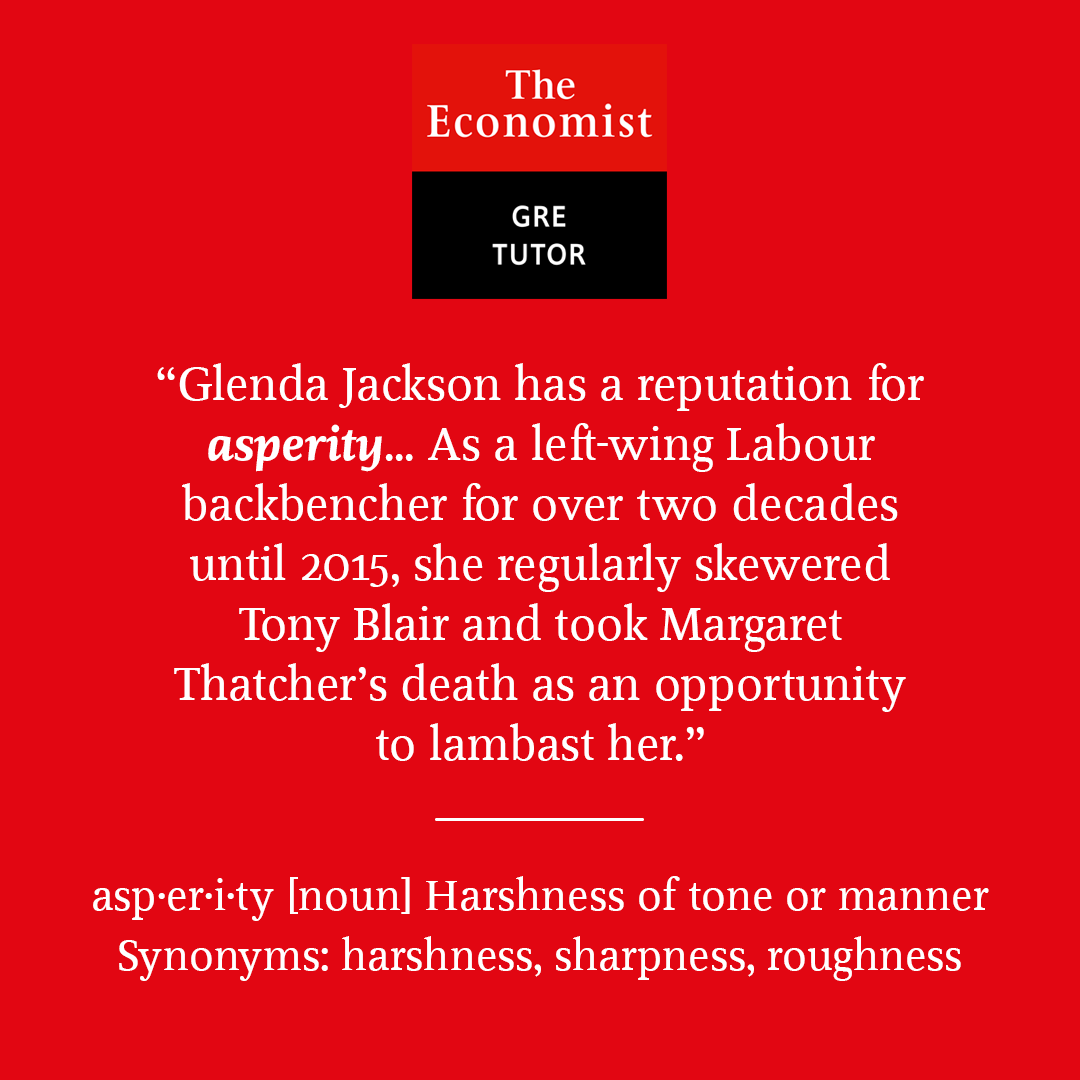 The
Economist
GRE
TUTOR
“Glenda Jackson has a reputation for
asperity... As a left-wing Labour
backbencher for over two decades
until 2015, she regularly skewered
Tony Blair and took Margaret
Thatcher’s death as an opportunity
to lambast her.”
asp·er·i·ty [noun] Harshness of tone or manner
Synonyms: harshness, sharpness, roughness